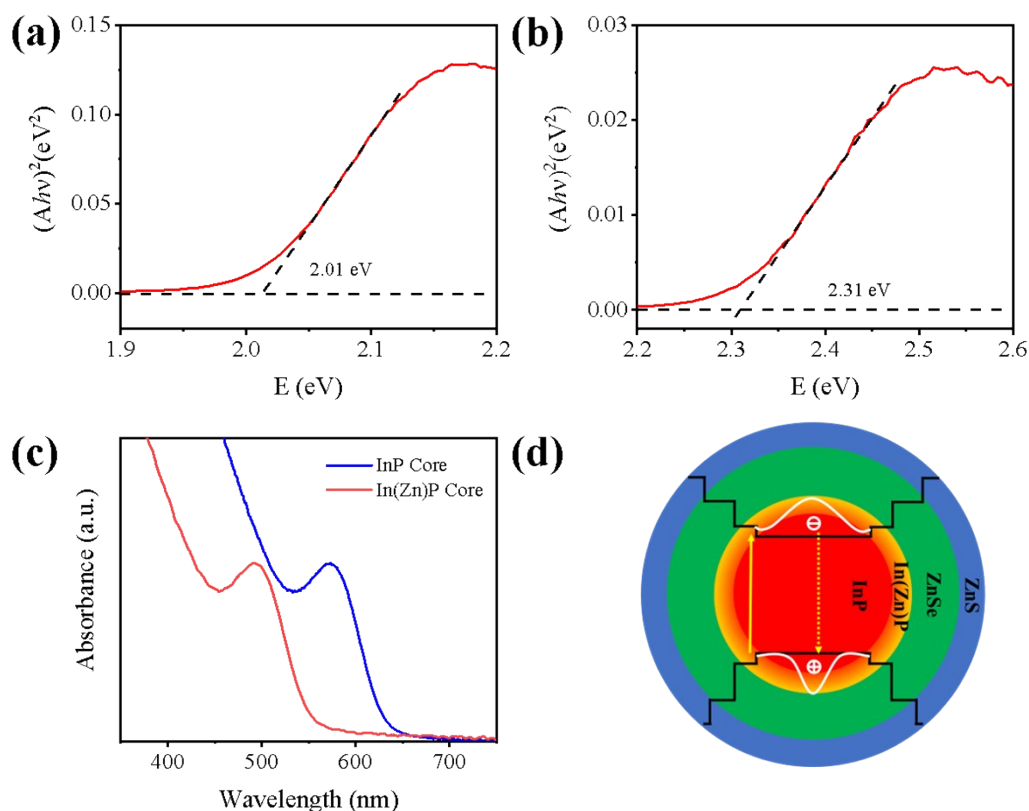 (a)
0.15
0.10
0.05
0.00
(Ahν)²(eV²)
2.01 eV
1.9 2.0 2.1 2.2
E (eV)
(b)
0.03
0.02
0.01
0.00
(Ahν)²(eV²)
2.31 eV
2.2 2.3 2.4 2.5 2.6
E (eV)
(c)
Absorbance (a.u.)
InP Core
In(Zn)P Core
400 500 600 700
Wavelength (nm)
(d)
⊖
⊕
InP
In(Zn)P
ZnSe
ZnS